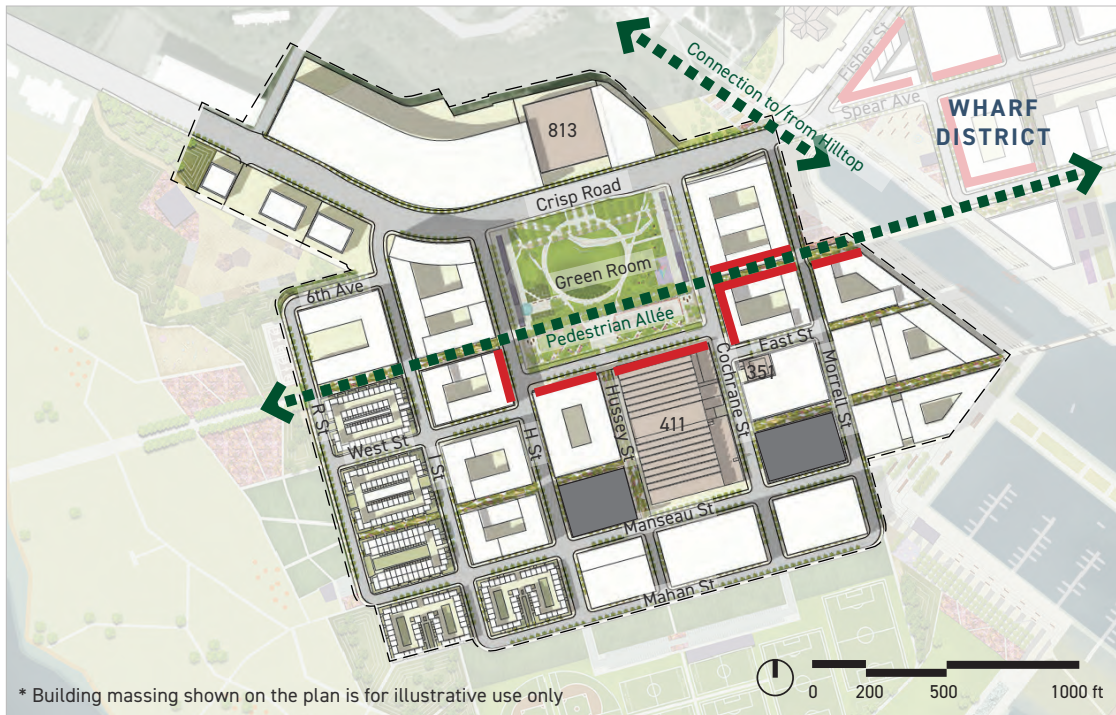 Fisher St
Spear Ave
WHARF
DISTRICT
Connection to/from Hilltop
813
Crisp Road
Green Room
Pedestrian Allée
6th Ave
East St
351
Cochrane St
Morrell St
R St
West St
I St
H St
Hussey St
411
Manseau St
Mahan St
* Building massing shown on the plan is for illustrative use only
0 200 500 1000 ft